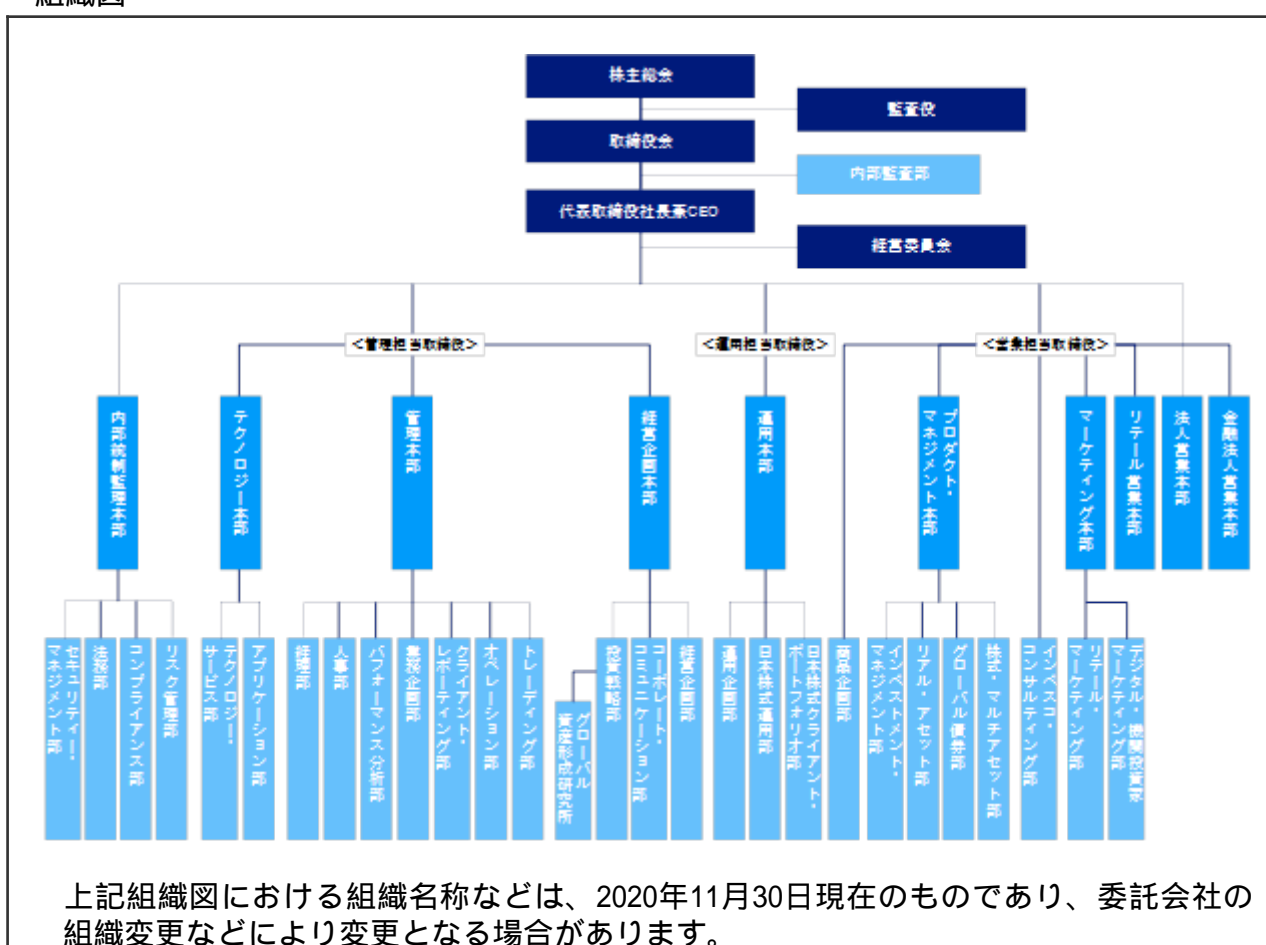 組織図
株主総会
監査役
取締役会
内部監査部
代表取締役社長兼CEO
経営委員会
＜管理担当取締役＞
＜運用担当取締役＞
＜営業担当取締役＞
内部統制監理本部
テクノロジー本部
管理本部
経営企画本部
運用本部
プロダクト・
マネジメント本部
マーケティング本部
リテール営業本部
法人営業本部
金融法人営業本部
セキュリティー・
マネジメント部
法務部
コンプライアンス部
リスク管理部
テクノロジー・
サービス部
アプリケーション部
経理部
人事部
パフォーマンス分析部
業務企画部
クライアント・
レポーティング部
オペレーション部
トレーディング部
グローバル
資産形成研究所
投資戦略部
コーポレート・
コミュニケーション部
経営企画部
運用企画部
日本株式運用部
日本株式クライアント・
ポートフォリオ部
商品企画部
インベストメント・
マネジメント部
リアル・アセット部
グローバル債券部
株式・マルチアセット部
インベスコ・
コンサルティング部
リテール・
マーケティング部
デジタル・機関投資家
マーケティング部
上記組織図における組織名称などは、2020年11月30日現在のものであり、委託会社の
組織変更などにより変更となる場合があります。